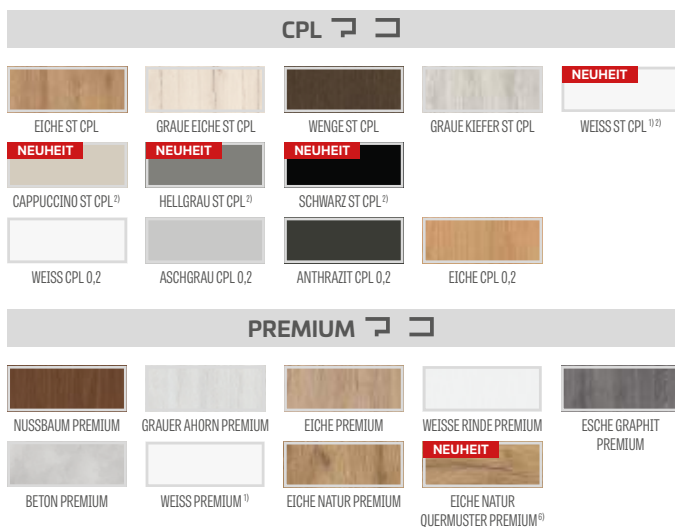 CPL
NEUHEIT
EICHE ST CPL GRAUE EICHE ST CPL WENGE ST CPL GRAUE KIEFER ST CPL WEISS ST CPL 1) 2)
NEUHEIT NEUHEIT NEUHEIT
CAPPUCCINO ST CPL 2) HELLGRAU ST CPL 2) SCHWARZ ST CPL 2)
WEISS CPL 0,2 ASCHGRAU CPL 0,2 ANTHRAZIT CPL 0,2 EICHE CPL 0,2
PREMIUM
NUSSBAUM PREMIUM GRAUER AHORN PREMIUM EICHE PREMIUM WEISSE RINDE PREMIUM ESCHE GRAPHIT
PREMIUM
NEUHEIT
BETON PREMIUM WEISS PREMIUM 1) EICHE NATUR PREMIUM EICHE NATUR
QUERMUSTER PREMIUM 6)